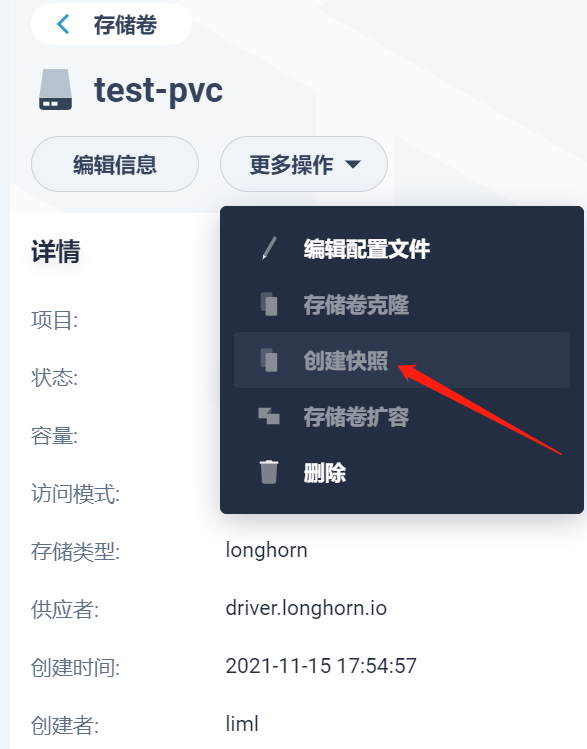 存储卷
test-pvc
编辑信息
更多操作
编辑配置文件
存储卷克隆
创建快照
存储卷扩容
删除
详情
项目:
状态:
容量:
访问模式:
存储类型: longhorn
供应者: driver.longhorn.io
创建时间: 2021-11-15 17:54:57
创建者: liml